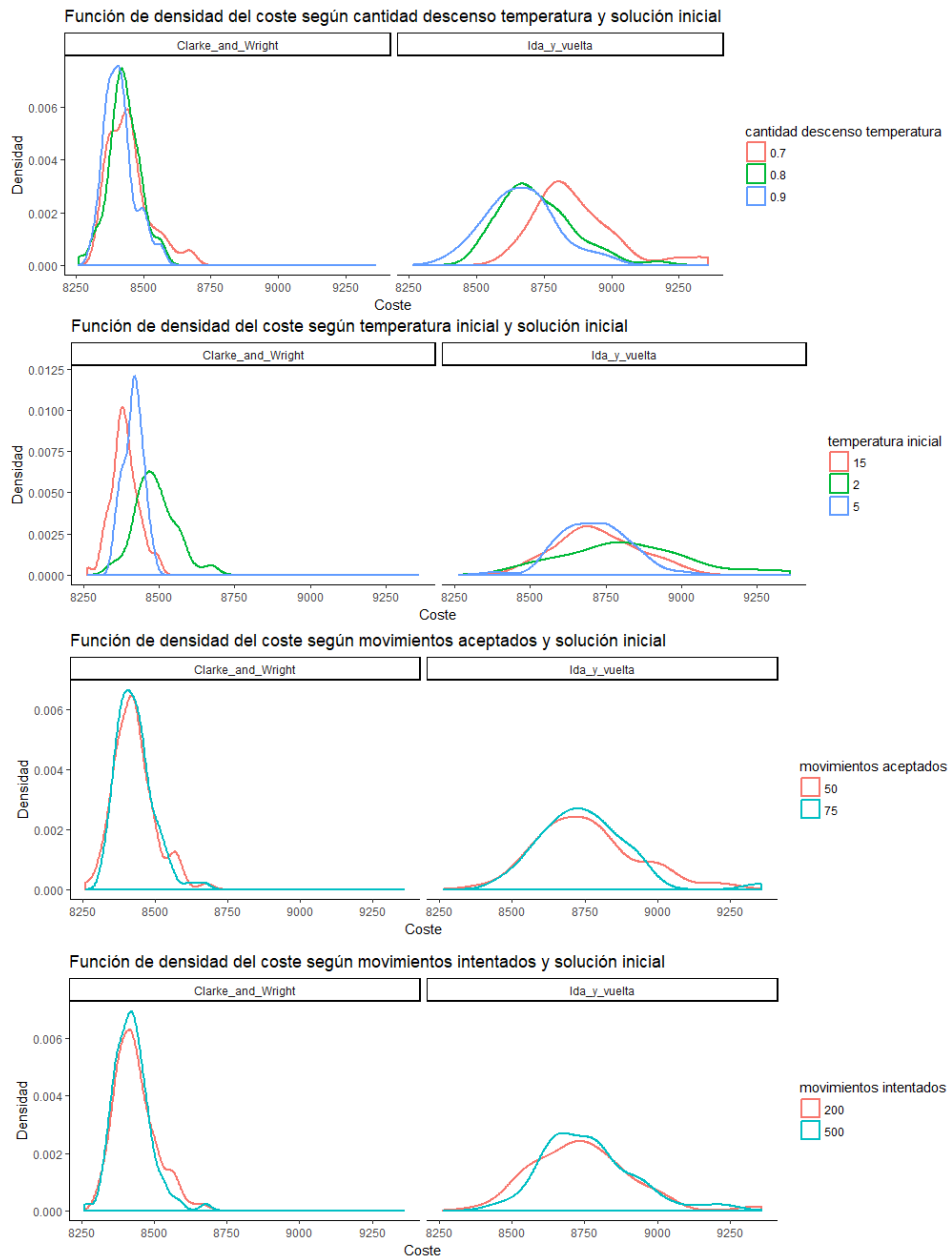 Función de densidad del coste según cantidad descenso temperatura y solución inicial
Clarke_and_Wright
Ida_y_vuelta
Densidad
0.006
0.004
0.002
0.000
8250 8500 8750 9000 9250
8250 8500 8750 9000 9250
Coste
cantidad descenso temperatura
0.7
0.8
0.9
Función de densidad del coste según temperatura inicial y solución inicial
Clarke_and_Wright
Ida_y_vuelta
Densidad
0.0125
0.0100
0.0075
0.0050
0.0025
0.0000
8250 8500 8750 9000 9250
8250 8500 8750 9000 9250
Coste
temperatura inicial
15
2
5
Función de densidad del coste según movimientos aceptados y solución inicial
Clarke_and_Wright
Ida_y_vuelta
Densidad
0.006
0.004
0.002
0.000
8250 8500 8750 9000 9250
8250 8500 8750 9000 9250
Coste
movimientos aceptados
50
75
Función de densidad del coste según movimientos intentados y solución inicial
Clarke_and_Wright
Ida_y_vuelta
Densidad
0.006
0.004
0.002
0.000
8250 8500 8750 9000 9250
8250 8500 8750 9000 9250
Coste
movimientos intentados
200
500